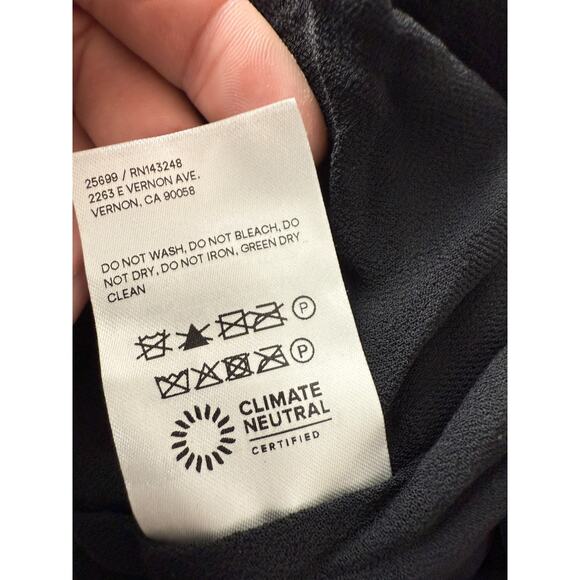 25699 / RN143248
2263 E VERNON AVE.
VERNON, CA 90058
DO NOT WASH, DO NOT BLEACH, DO
NOT DRY, DO NOT IRON, GREEN DRY
CLEAN
P
P
CLIMATE
NEUTRAL
CERTIFIED